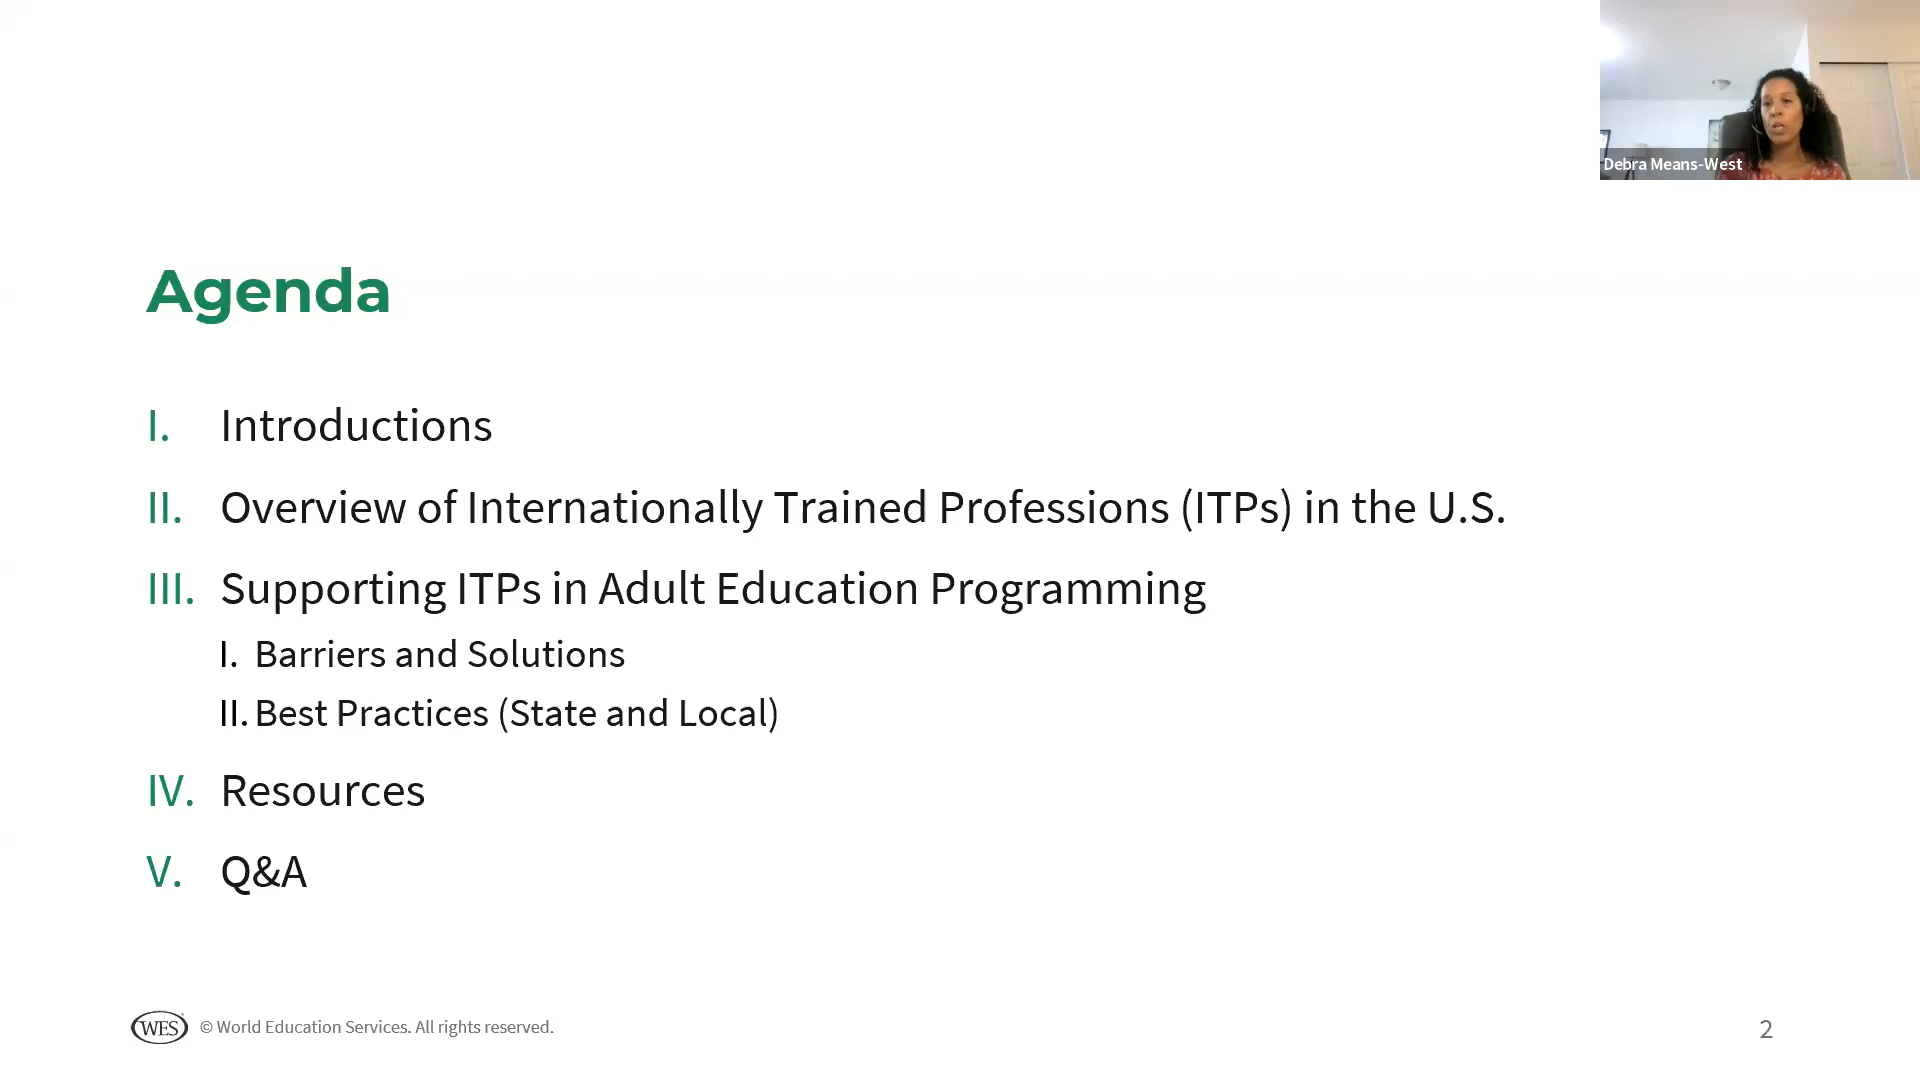 Debra Means-West
Agenda
I. Introductions
II. Overview of Internationally Trained Professions (ITPs) in the U.S.
III. Supporting ITPs in Adult Education Programming
I. Barriers and Solutions
II. Best Practices (State and Local)
IV. Resources
V. Q&A
WES © World Education Services. All rights reserved.
2